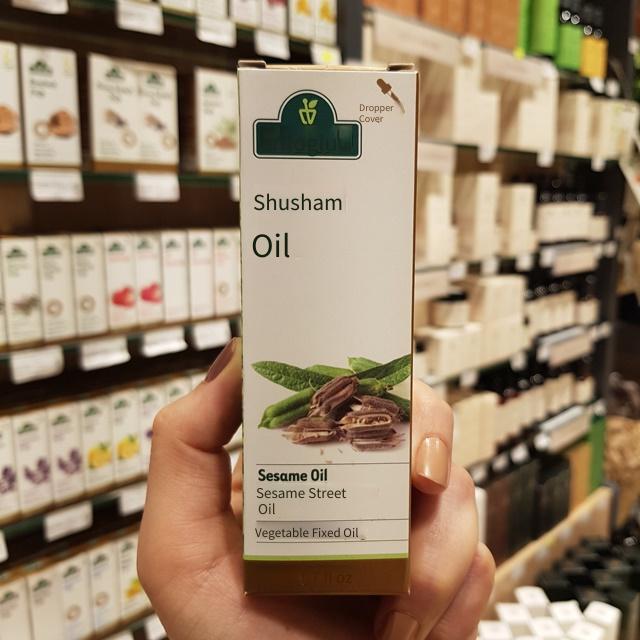 Dropper
Cover
Shusham
Oil
Sesame Oil
Sesame Street
Oil
Vegetable Fixed Oil